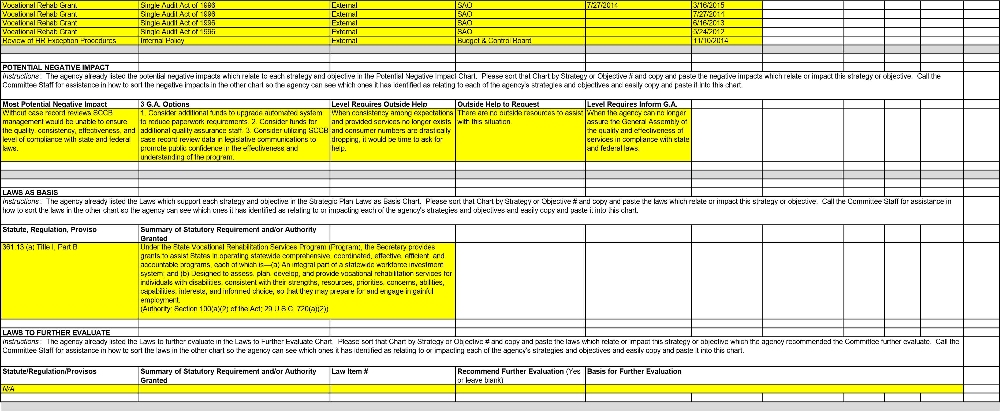 Vocational Rehab Grant Single Audit Act of 1996 External SAO 7/27/2014 3/16/2015
Vocational Rehab Grant Single Audit Act of 1996 External SAO 7/27/2014
Vocational Rehab Grant Single Audit Act of 1996 External SAO 6/16/2013
Vocational Rehab Grant Single Audit Act of 1996 External SAO 5/24/2012
Review of HR Exception Procedures Internal Policy External Budget & Control Board 11/10/2014
POTENTIAL NEGATIVE IMPACT
Instructions: The agency already listed the potential negative impacts which relate to each strategy and objective in the Potential Negative Impact Chart. Please sort that Chart by Strategy or Objective # and copy and paste the negative impacts which relate or impact this strategy or objective. Call the
Committee Staff for assistance in how to sort the negative impacts in the other chart so the agency can see which ones it has identified as relating to each of the agency's strategies and objectives and easily copy and paste it into this chart.
Most Potential Negative Impact 3 G.A. Options Level Requires Outside Help Outside Help to Request Level Requires Inform G.A.
Without case record reviews SCCB
management would be unable to ensure
the quality, consistency, effectiveness, and
level of compliance with state and federal
laws.
1. Consider additional funds to upgrade automated system
to reduce paperwork requirements. 2. Consider funds for
additional quality assurance staff. 3. Consider utilizing SCCB
case record review data in legislative communications to
promote public confidence in the effectiveness and
understanding of the program.
When consistency among expectations
and provided services no longer exists
and consumer numbers are drastically
dropping, it would be time to ask for
help.
There are no outside resources to assist
with this situation.
When the agency can no longer
assure the General Assembly of
the quality and effectiveness of
services in compliance with state
and federal laws.
LAWS AS BASIS
Instructions: The agency already listed the Laws which support each strategy and objective in the Strategic Plan-Laws as Basis Chart. Please sort that Chart by Strategy or Objective # and copy and paste the laws which relate or impact this strategy or objective. Call the Committee Staff for assistance in
how to sort the laws in the other chart so the agency can see which ones it has identified as relating to or impacting each of the agency's strategies and objectives and easily copy and paste it into this chart.
Statute, Regulation, Proviso
Summary of Statutory Requirement and/or Authority
Granted
361.13 (a) Title I, Part B
Under the State Vocational Rehabilitation Services Program (Program), the Secretary provides
grants to assist States in operating statewide comprehensive, coordinated, effective, efficient, and
accountable programs, each of which is—(a) An integral part of a statewide workforce investment
system; and (b) Designed to assess, plan, develop, and provide vocational rehabilitation services for
individuals with disabilities, consistent with their strengths, resources, priorities, concerns, abilities,
capabilities, interests, and informed choice, so that they may prepare for and engage in gainful
employment.
(Authority: Section 100(a)(2) of the Act; 29 U.S.C. 720(a)(2))
LAWS TO FURTHER EVALUATE
Instructions: The agency already listed the Laws to further evaluate in the Laws to Further Evaluate Chart. Please sort that Chart by Strategy or Objective # and copy and paste the laws which relate or impact this strategy or objective which the agency recommended the Committee further evaluate. Call the
Committee Staff for assistance in how to sort the laws in the other chart so the agency can see which ones it has identified as relating to or impacting each of the agency's strategies and objectives and easily copy and paste it into this chart.
Statute/Regulation/Provisos
Summary of Statutory Requirement and/or Authority
Granted
Law Item #
Recommend Further Evaluation (Yes
or leave blank)
Basis for Further Evaluation
N/A